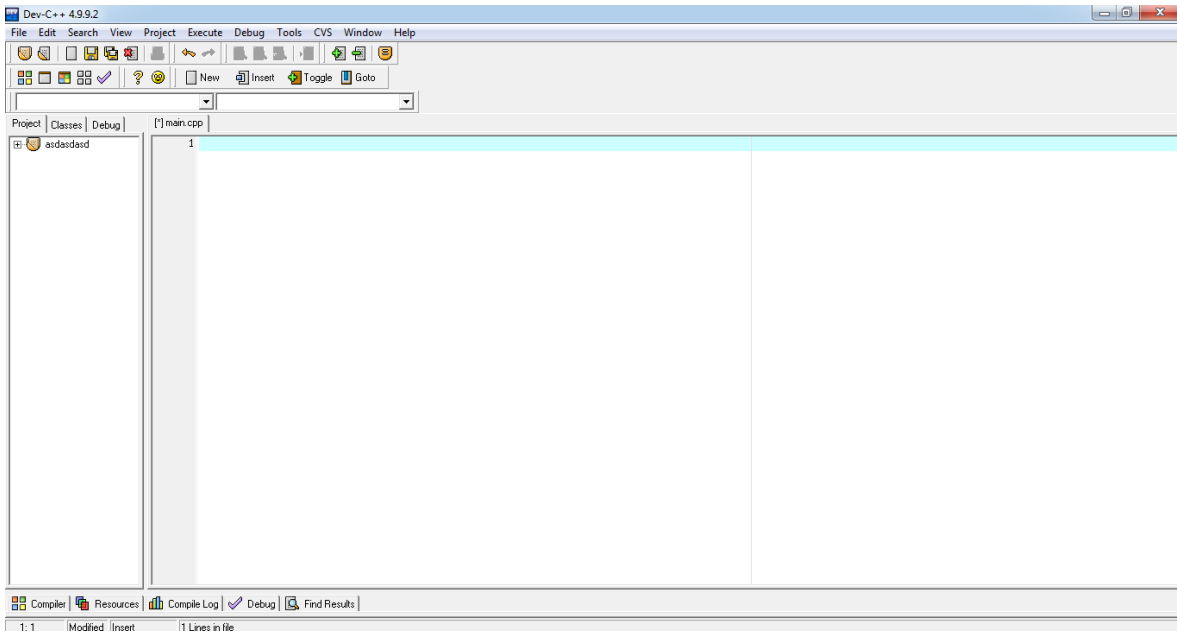 Dev-C++ 4.9.9.2
File Edit Search View Project Execute Debug Tools CVS Window Help
New Insert Toggle Goto
Project Classes Debug [*] main.cpp
asdasdasd 1
Compiler Resources Compile Log Debug Find Results
1: 1 Modified Insert 1 Lines in file